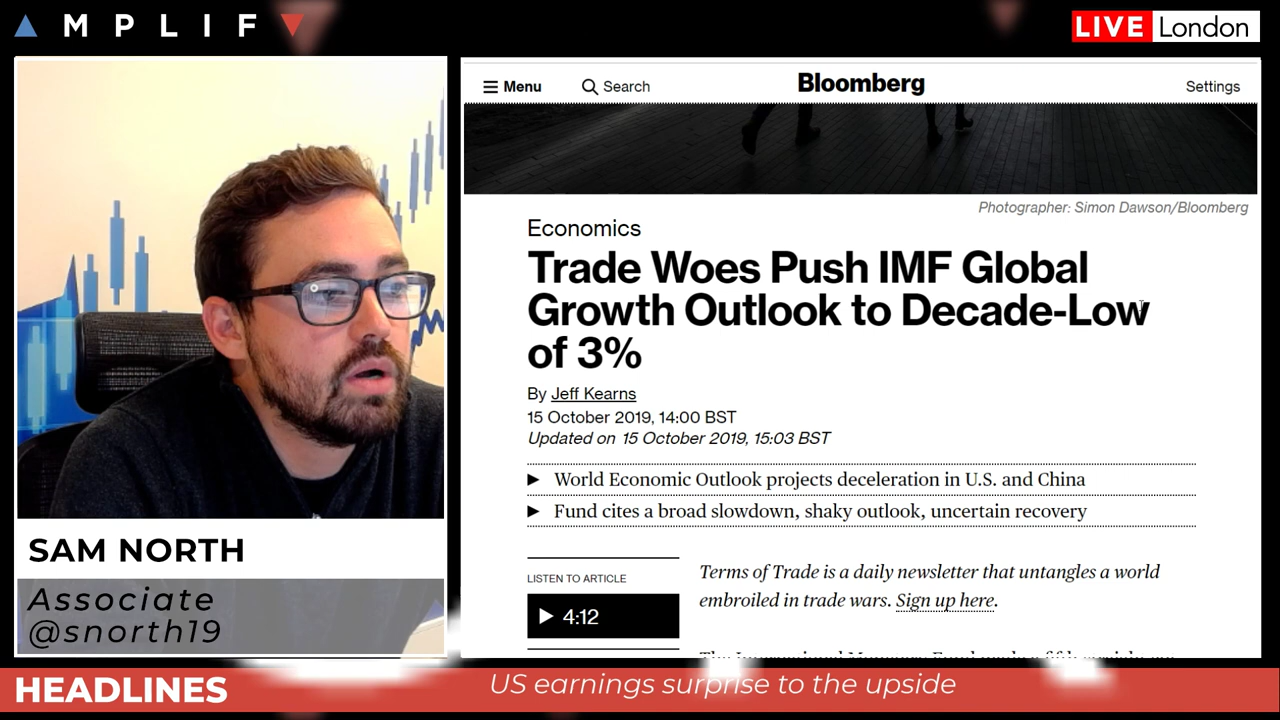 ▲ M P L I F ▼
LIVE London
Menu
Search
Bloomberg
Settings
Photographer: Simon Dawson/Bloomberg
Economics
Trade Woes Push IMF Global
Growth Outlook to Decade-Low
of 3%
By Jeff Kearns
15 October 2019, 14:00 BST
Updated on 15 October 2019, 15:03 BST
▶ World Economic Outlook projects deceleration in U.S. and China
▶ Fund cites a broad slowdown, shaky outlook, uncertain recovery
LISTEN TO ARTICLE
▶ 4:12
Terms of Trade is a daily newsletter that untangles a world
embroiled in trade wars. Sign up here.
SAM NORTH
Associate
@snorth19
HEADLINES
US earnings surprise to the upside